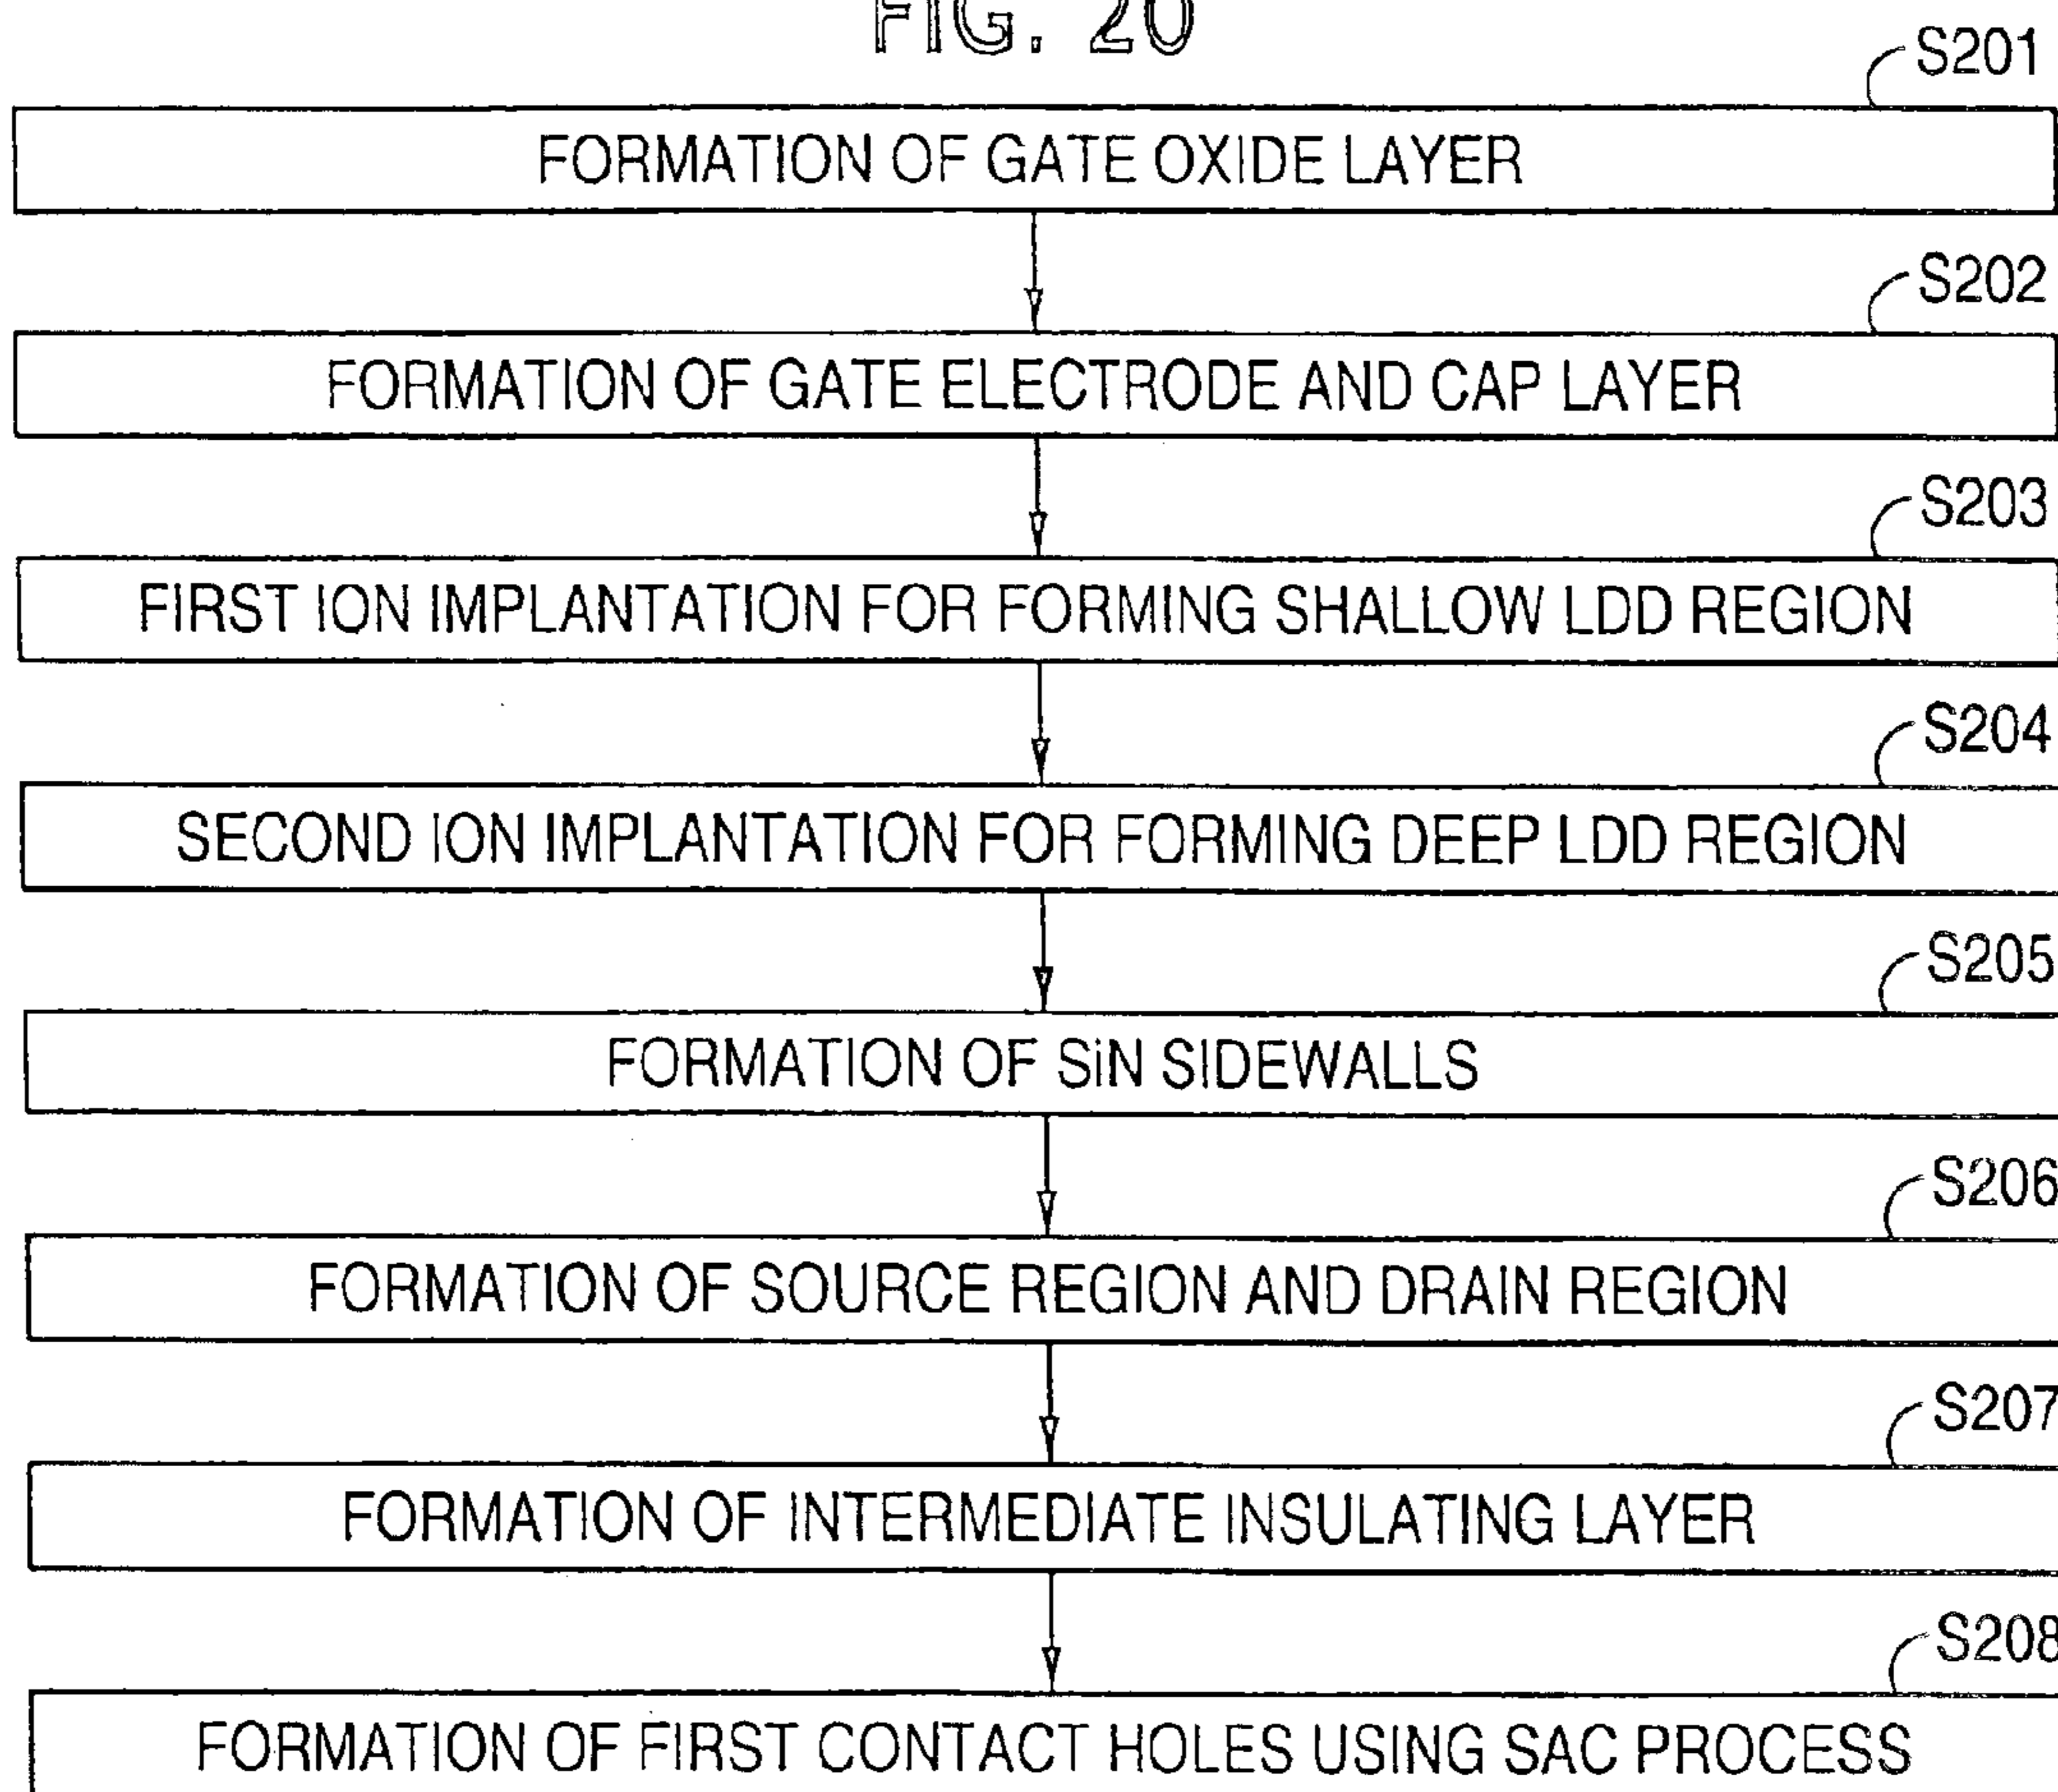 FIG. 20
S201
FORMATION OF GATE OXIDE LAYER
S202
FORMATION OF GATE ELECTRODE AND CAP LAYER
S203
FIRST ION IMPLANTATION FOR FORMING SHALLOW LDD REGION
S204
SECOND ION IMPLANTATION FOR FORMING DEEP LDD REGION
S205
FORMATION OF SiN SIDEWALLS
S206
FORMATION OF SOURCE REGION AND DRAIN REGION
S207
FORMATION OF INTERMEDIATE INSULATING LAYER
S208
FORMATION OF FIRST CONTACT HOLES USING SAC PROCESS